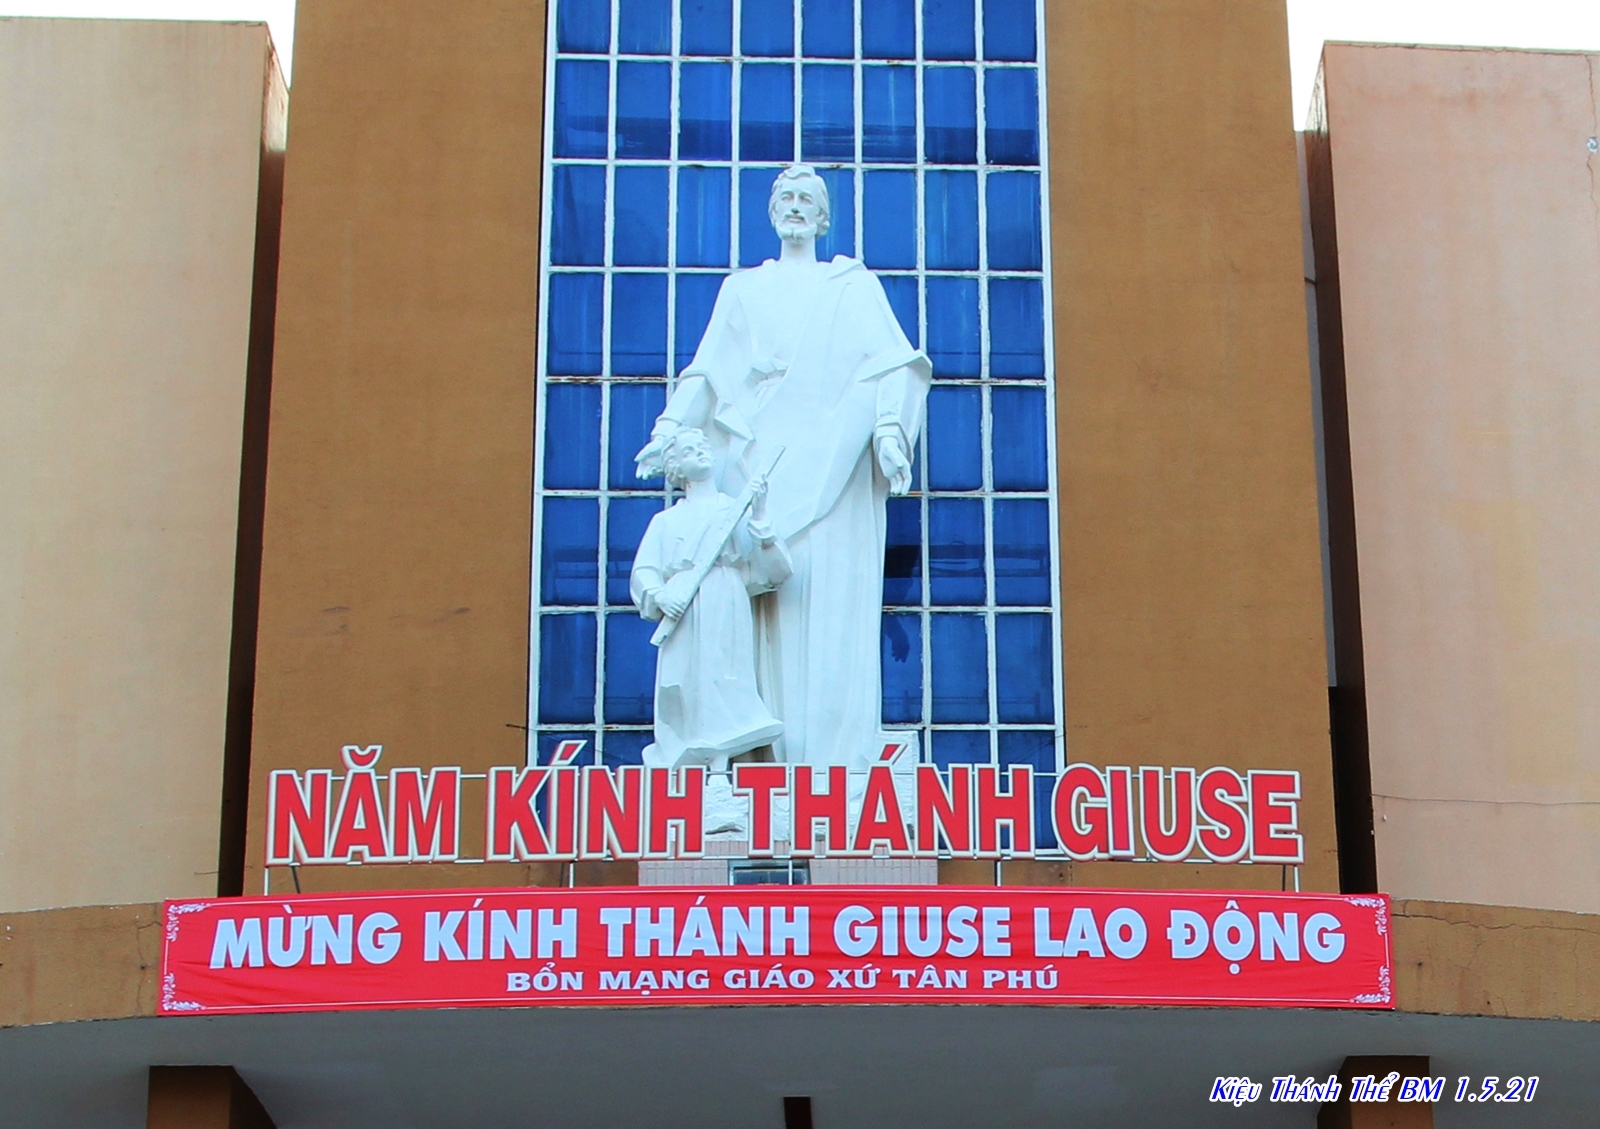 NĂM KÍNH THÁNH GIUSE
MỪNG KÍNH THÁNH GIUSE LAO ĐỘNG
BỔN MẠNG GIÁO XỨ TÂN PHÚ
Kiệu Thánh Thể BM 1.5.21